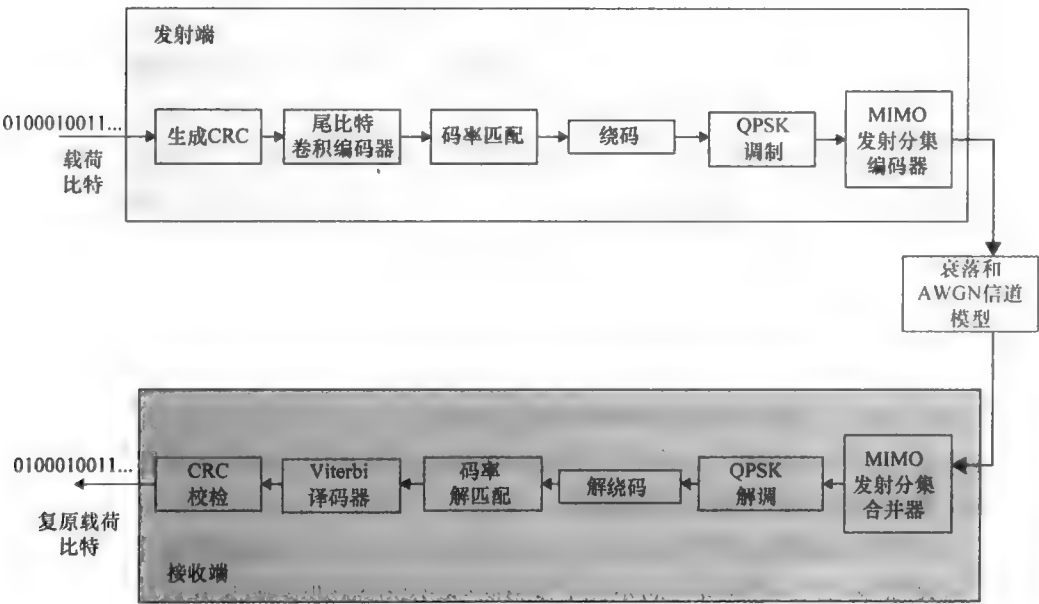 发射端
0100010011...
载荷
比特
生成CRC
尾比特
卷积编码器
码率匹配
绕码
QPSK
调制
MIMO
发射分集
编码器
衰落和
AWGN信道
模型
0100010011...
复原载荷
比特
CRC
校检
Viterbi
译码器
码率
解匹配
解绕码
QPSK
解调
MIMO
发射分集
合并器
接收端